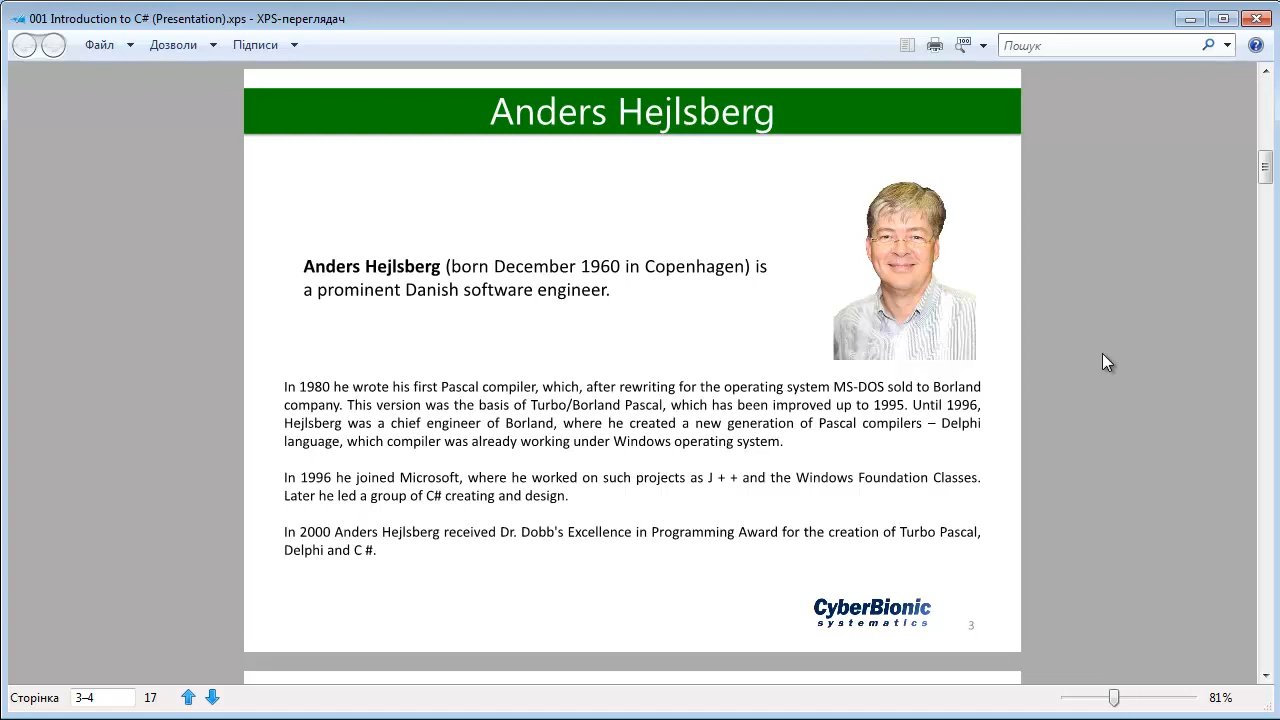 001 Introduction to C# (Presentation).xps - XPS-переглядач
Файл Дозволи Підписи
100
Пошук
Anders Hejlsberg
Anders Hejlsberg (born December 1960 in Copenhagen) is
a prominent Danish software engineer.
In 1980 he wrote his first Pascal compiler, which, after rewriting for the operating system MS-DOS sold to Borland
company. This version was the basis of Turbo/Borland Pascal, which has been improved up to 1995. Until 1996,
Hejlsberg was a chief engineer of Borland, where he created a new generation of Pascal compilers – Delphi
language, which compiler was already working under Windows operating system.
In 1996 he joined Microsoft, where he worked on such projects as J + + and the Windows Foundation Classes.
Later he led a group of C# creating and design.
In 2000 Anders Hejlsberg received Dr. Dobb's Excellence in Programming Award for the creation of Turbo Pascal,
Delphi and C #.
CyberBionic
systematics
3
Сторінка 3–4 17 81%